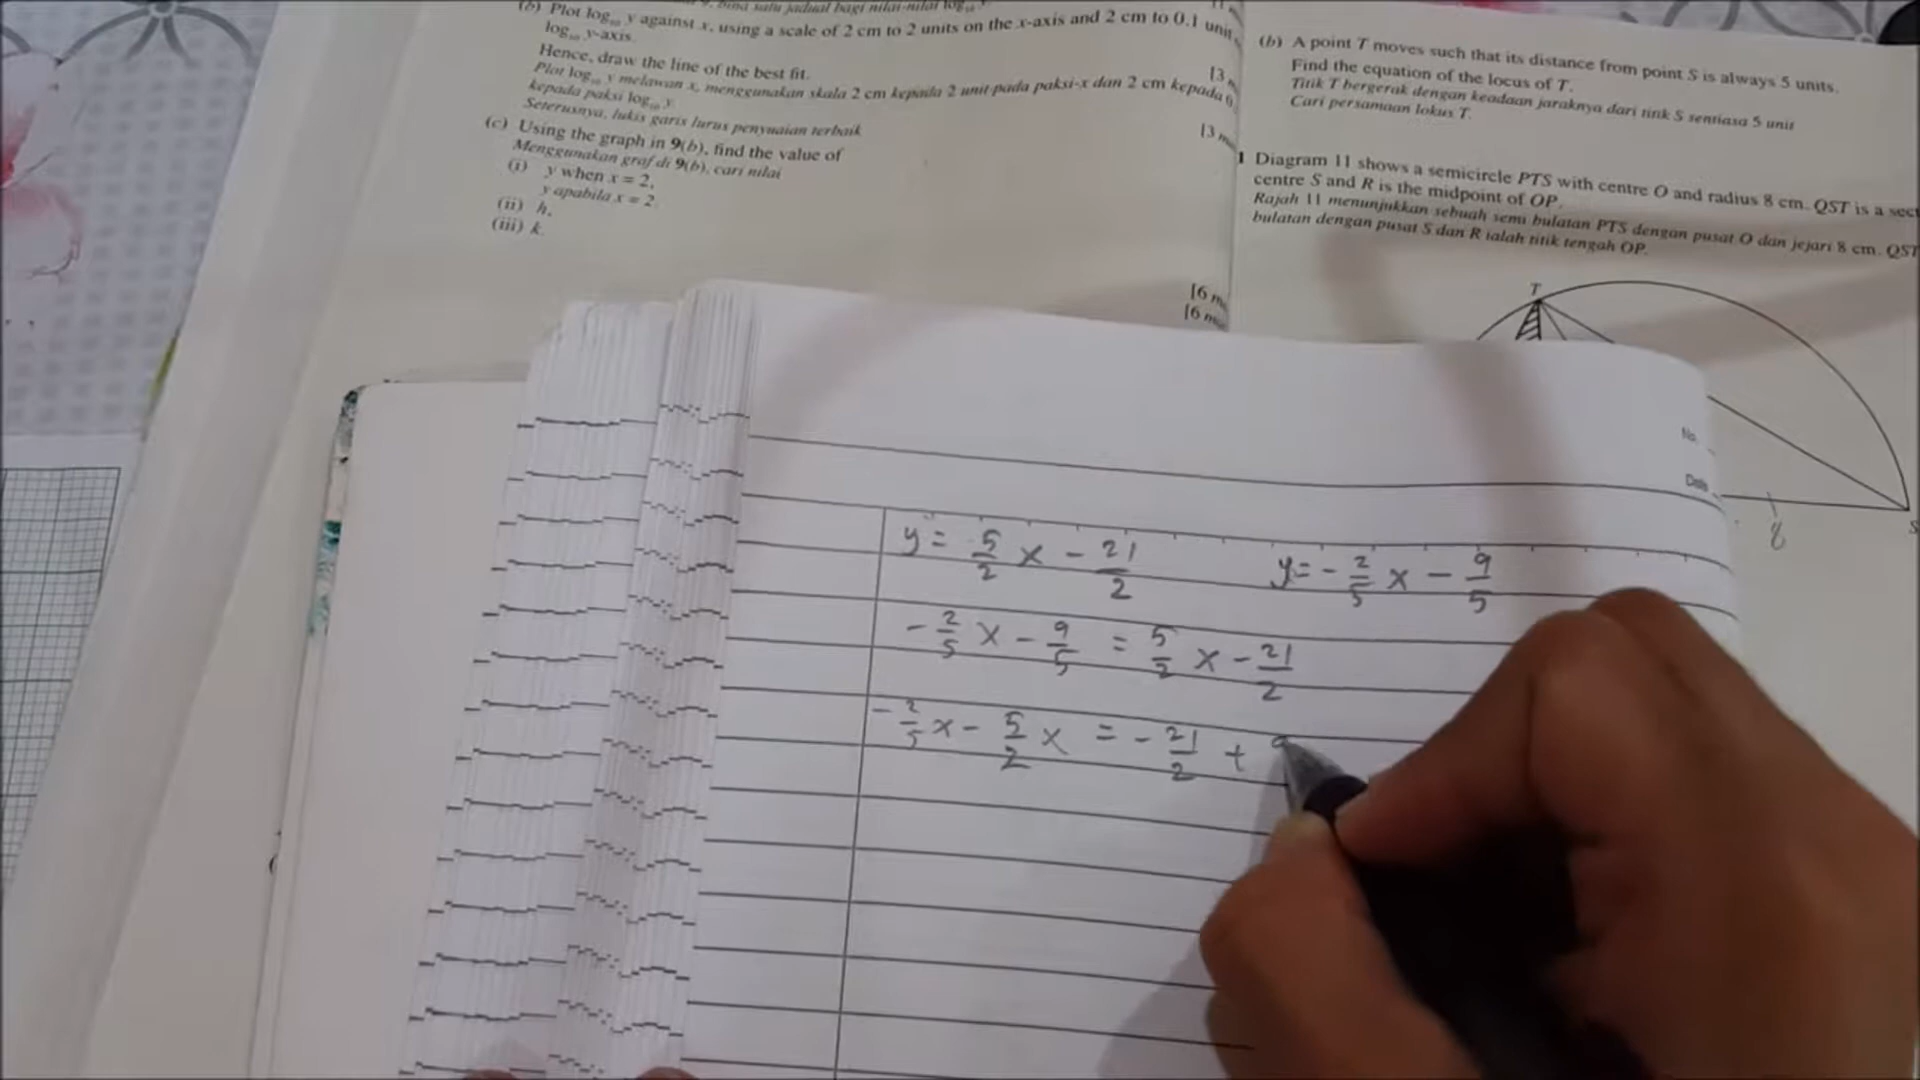 (b) Plot log₁₀ y against x, using a scale of 2 cm to 2 units on the x-axis and 2 cm to 0.1 unit
log₁₀ y-axis.
Hence, draw the line of the best fit.
Plot log₁₀ y melawan x, menggunakan skala 2 cm kepada 2 unit pada paksi-x dan 2 cm kepada 0.
kepada paksi log₁₀ y.
Seterusnya, lukis garis lurus penyuaian terbaik
(c) Using the graph in 9(b), find the value of
Menggunakan graf di 9(b), cari nilai
(i) y when x = 2,
y apabila x = 2
(ii) h,
(iii) k.
[3
[3
[6
[6
(b) A point T moves such that its distance from point S is always 5 units.
Find the equation of the locus of T.
Titik T bergerak dengan keadaan jaraknya dari titik S sentiasa 5 unit
Cari persamaan lokus T.
1 Diagram 11 shows a semicircle PTS with centre O and radius 8 cm. QST is a sect
centre S and R is the midpoint of OP.
Rajah 11 menunjukkan sebuah semi bulatan PTS dengan pusat O dan jejari 8 cm. QST
bulatan dengan pusat S dan R ialah titik tengah OP.
T
S
8
No.
Date
y = 5/2 x - 21/2
y = - 2/5 x - 9/5
- 2/5 x - 9/5 = 5/2 x - 21/2
- 2/5 x - 5/2 x = - 21/2 + 9